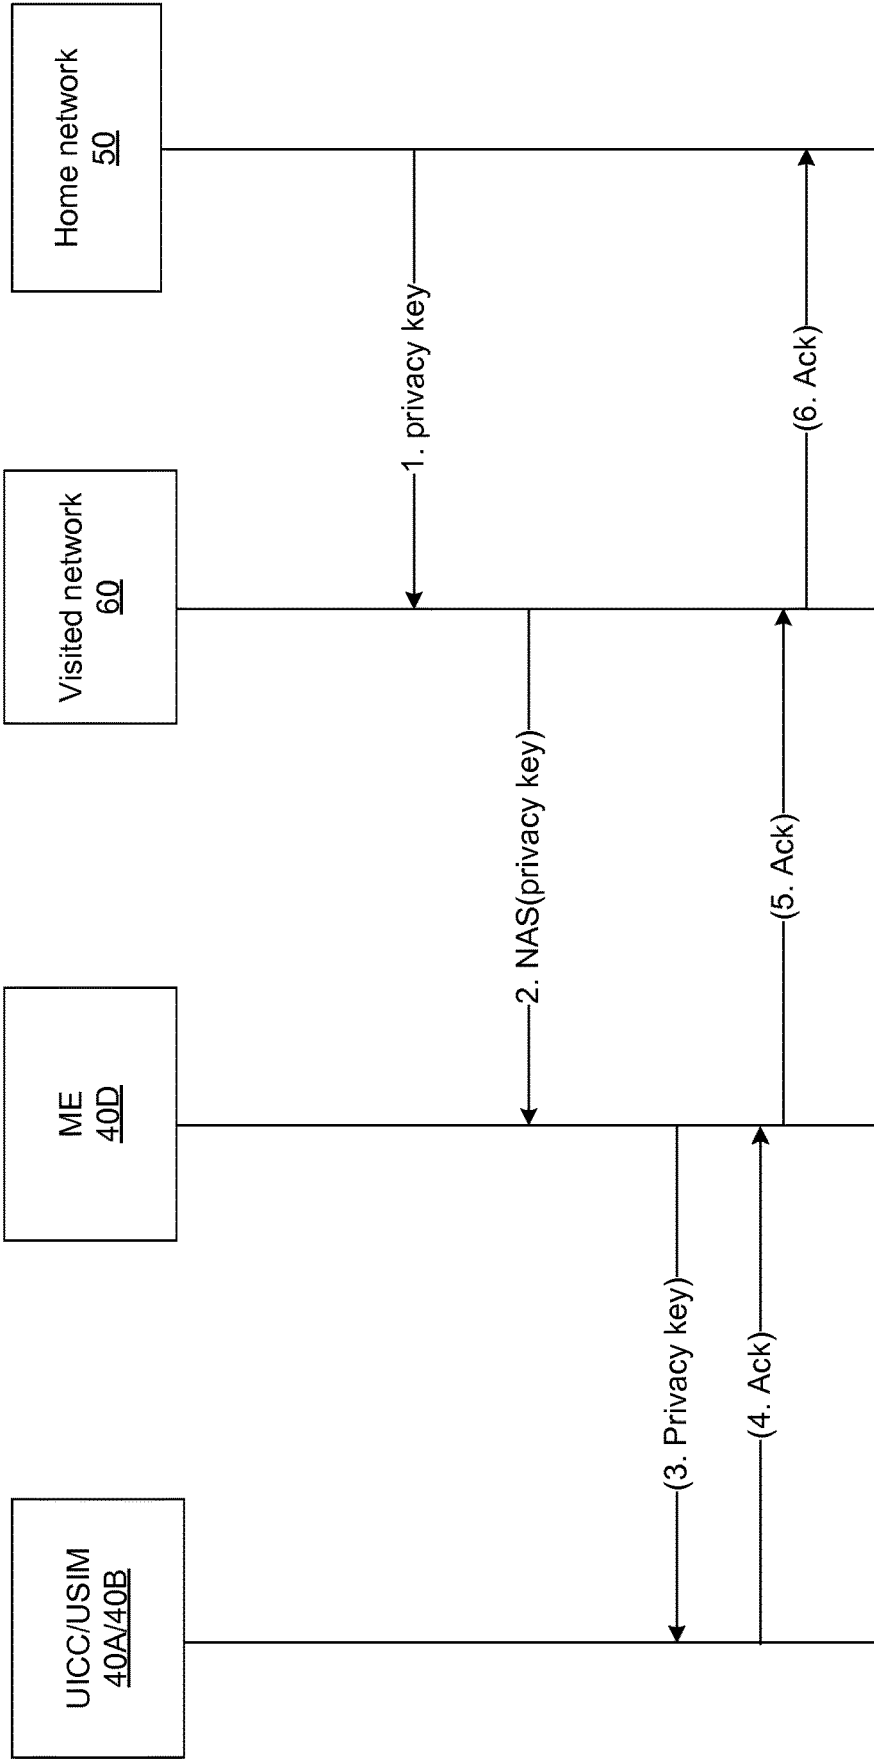 UICC/USIM
40A/40B
ME
40D
Visited network
60
Home network
50
1. privacy key
2. NAS(privacy key)
(3. Privacy key)
(4. Ack)
(5. Ack)
(6. Ack)